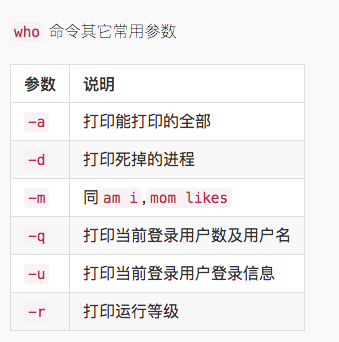 who 命令其它常用参数
参数 说明
-a 打印能打印的全部
-d 打印死掉的进程
-m 同am i,mom likes
-q 打印当前登录用户数及用户名
-u 打印当前登录用户登录信息
-r 打印运行等级